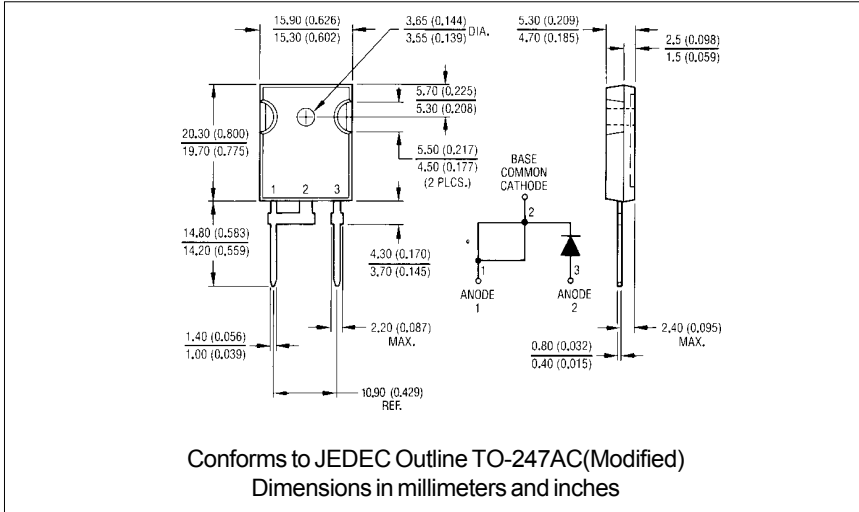 15.90 (0.626)
15.30 (0.602)
3.65 (0.144)
3.55 (0.139)
DIA.
5.30 (0.209)
4.70 (0.185)
2.5 (0.098)
1.5 (0.059)
5.70 (0.225)
5.30 (0.208)
20.30 (0.800)
19.70 (0.775)
5.50 (0.217)
4.50 (0.177)
(2 PLCS.)
BASE
COMMON
CATHODE
1 2 3
2
14.80 (0.583)
14.20 (0.559)
4.30 (0.170)
3.70 (0.145)
1
3
ANODE
1
ANODE
2
1.40 (0.056)
1.00 (0.039)
2.20 (0.087)
MAX.
0.80 (0.032)
0.40 (0.015)
2.40 (0.095)
MAX.
10.90 (0.429)
REF.
Conforms to JEDEC Outline TO-247AC(Modified)
Dimensions in millimeters and inches